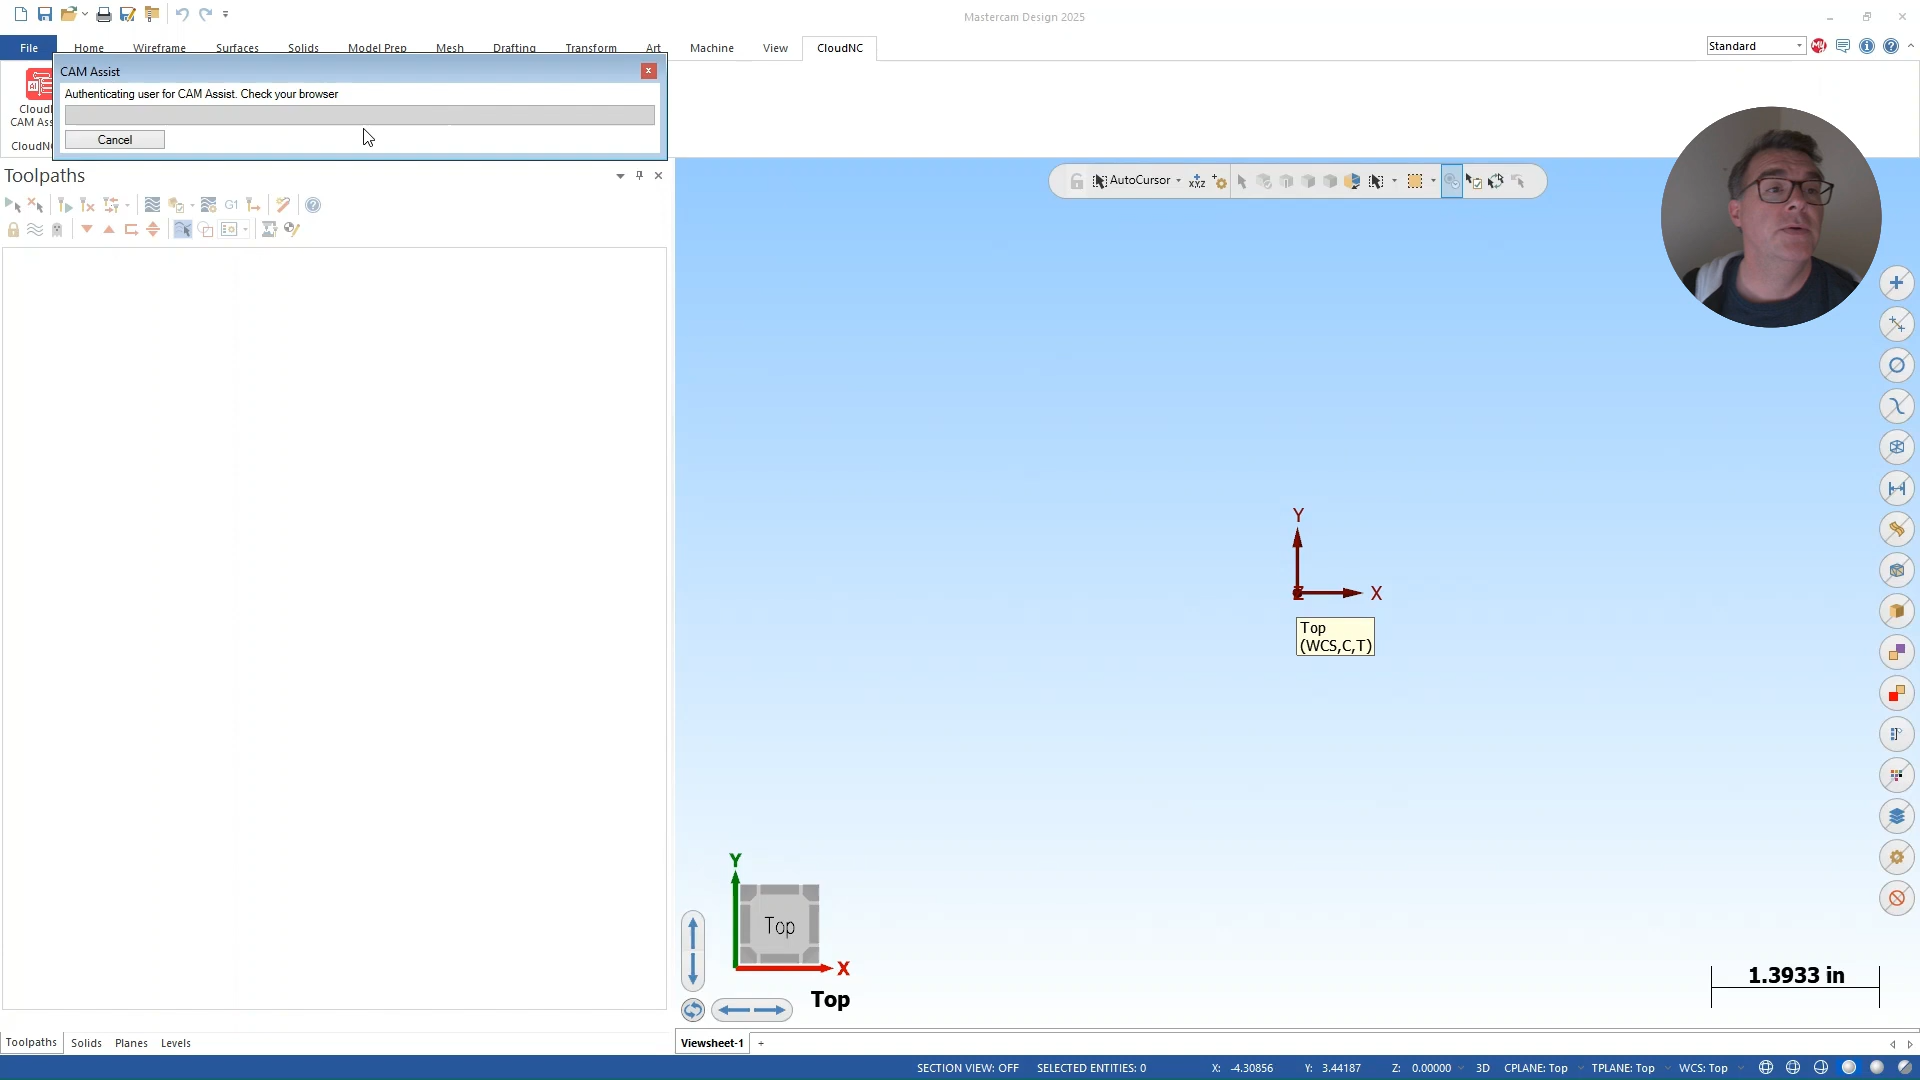 Mastercam Design 2025
File
Home
Wireframe
Surfaces
Solids
Model Prep
Mesh
Drafting
Transform
Art
Machine
View
CloudNC
Standard
CAM Assist
Authenticating user for CAM Assist. Check your browser
Cancel
AI
Toolpaths
G1
AutoCursor
XYZ
Y
X
Z
Top
(WCS,C,T)
Y
Top
X
Top
1.3933 in
Toolpaths
Solids
Planes
Levels
Viewsheet-1
+
SECTION VIEW: OFF
SELECTED ENTITIES: 0
X: -4.30856
Y: 3.44187
Z: 0.00000
3D
CPLANE: Top
TPLANE: Top
WCS: Top